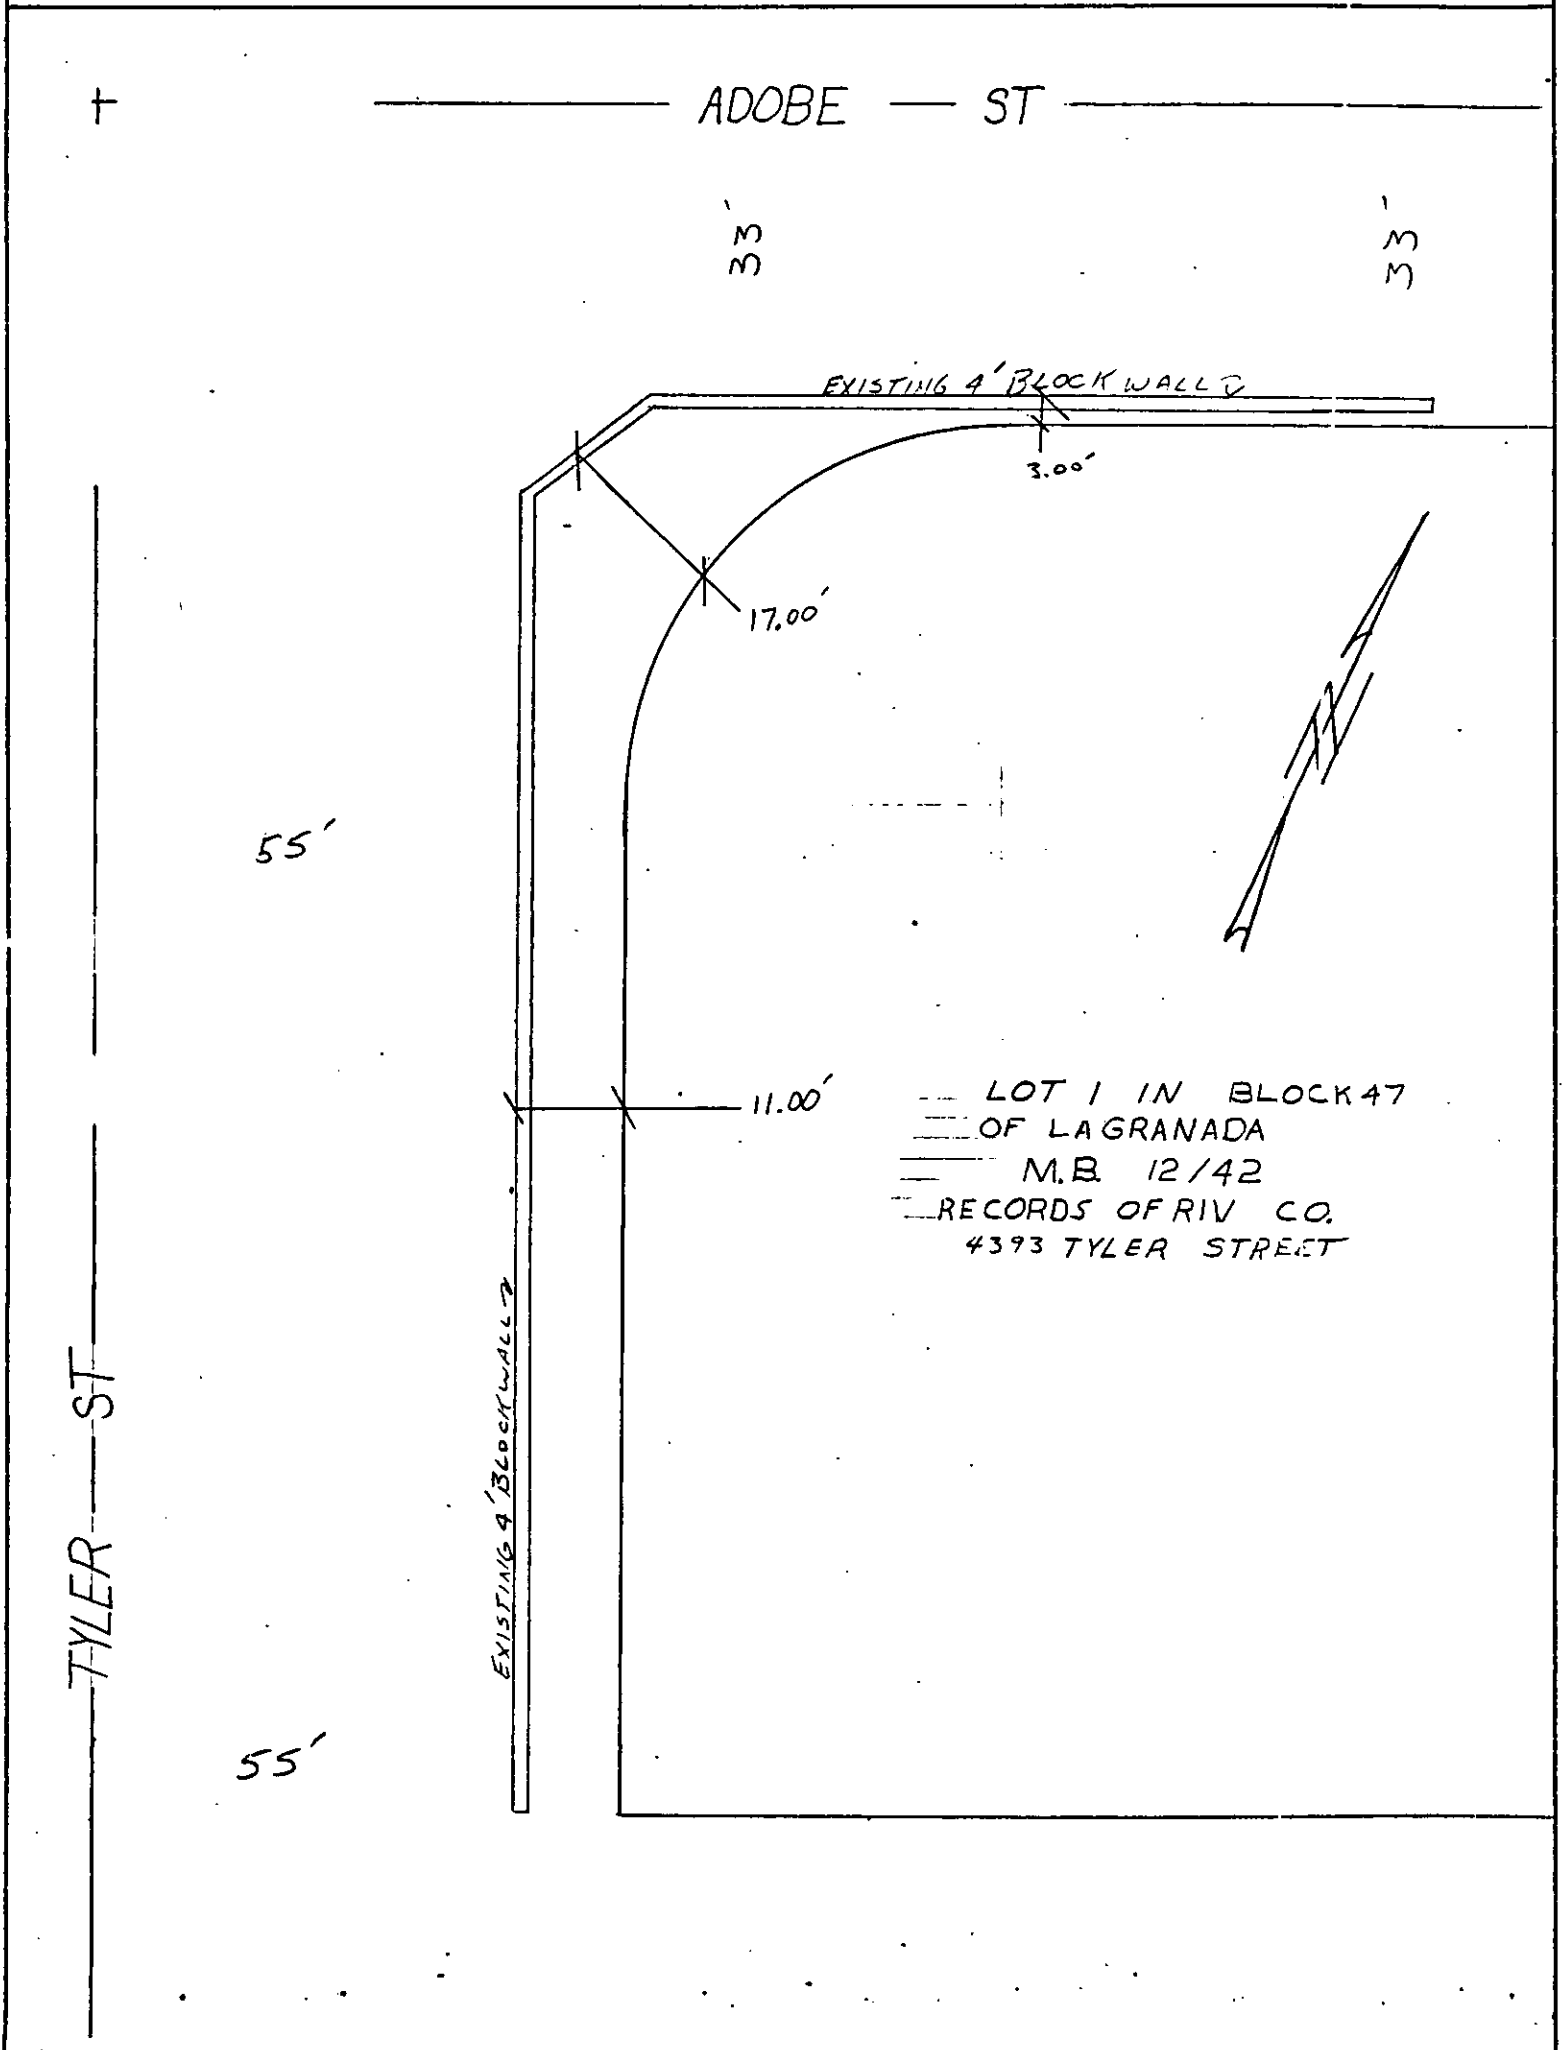 ADOBE ST
33'
33'
EXISTING 4' BLOCK WALL
3.00'
17.00'
N
55'
11.00'
LOT 1 IN BLOCK 47
OF LA GRANADA
M.B. 12/42
RECORDS OF RIV CO.
4393 TYLER STREET
EXISTING 4' BLOCK WALL
TYLER ST
55'